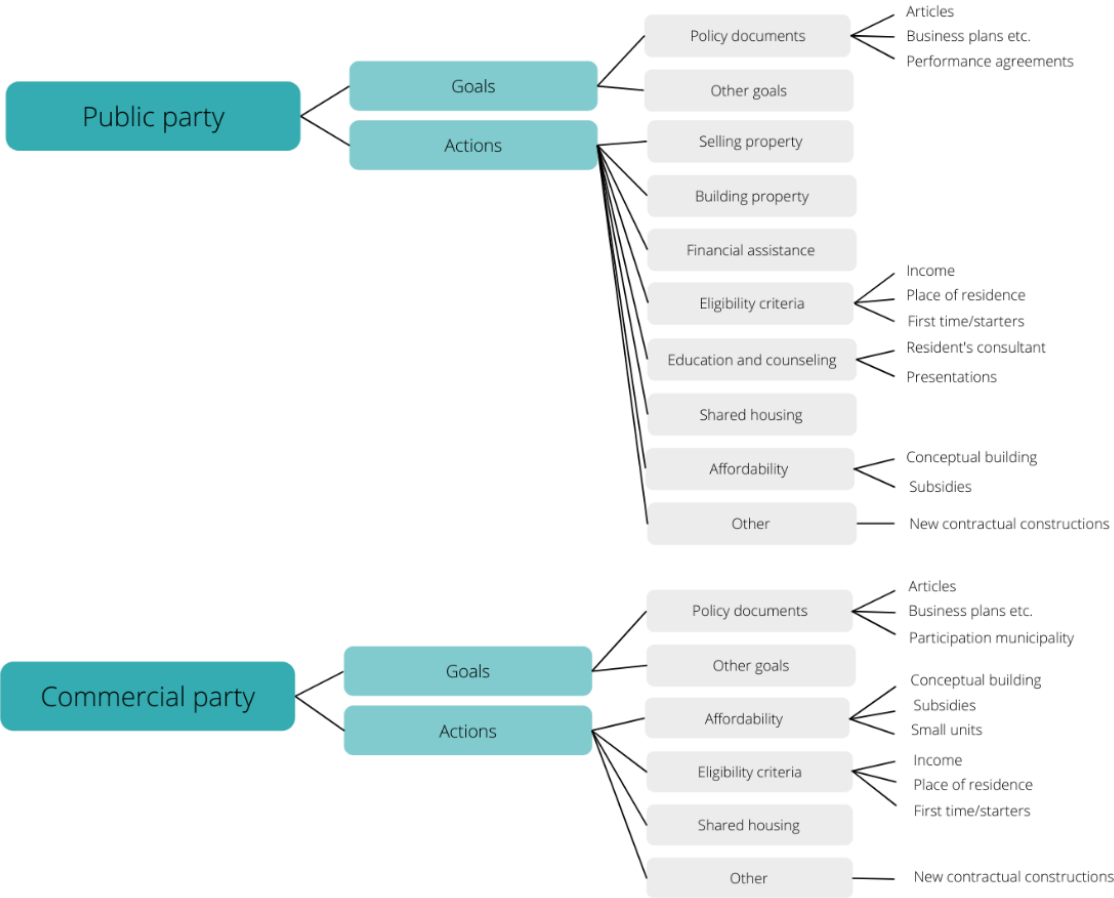 Public party
Goals
Policy documents
Articles
Business plans etc.
Performance agreements
Other goals
Actions
Selling property
Building property
Financial assistance
Eligibility criteria
Income
Place of residence
First time/starters
Education and counseling
Resident's consultant
Presentations
Shared housing
Affordability
Conceptual building
Subsidies
Other
New contractual constructions
Commercial party
Goals
Policy documents
Articles
Business plans etc.
Participation municipality
Other goals
Actions
Affordability
Conceptual building
Subsidies
Small units
Eligibility criteria
Income
Place of residence
First time/starters
Shared housing
Other
New contractual constructions